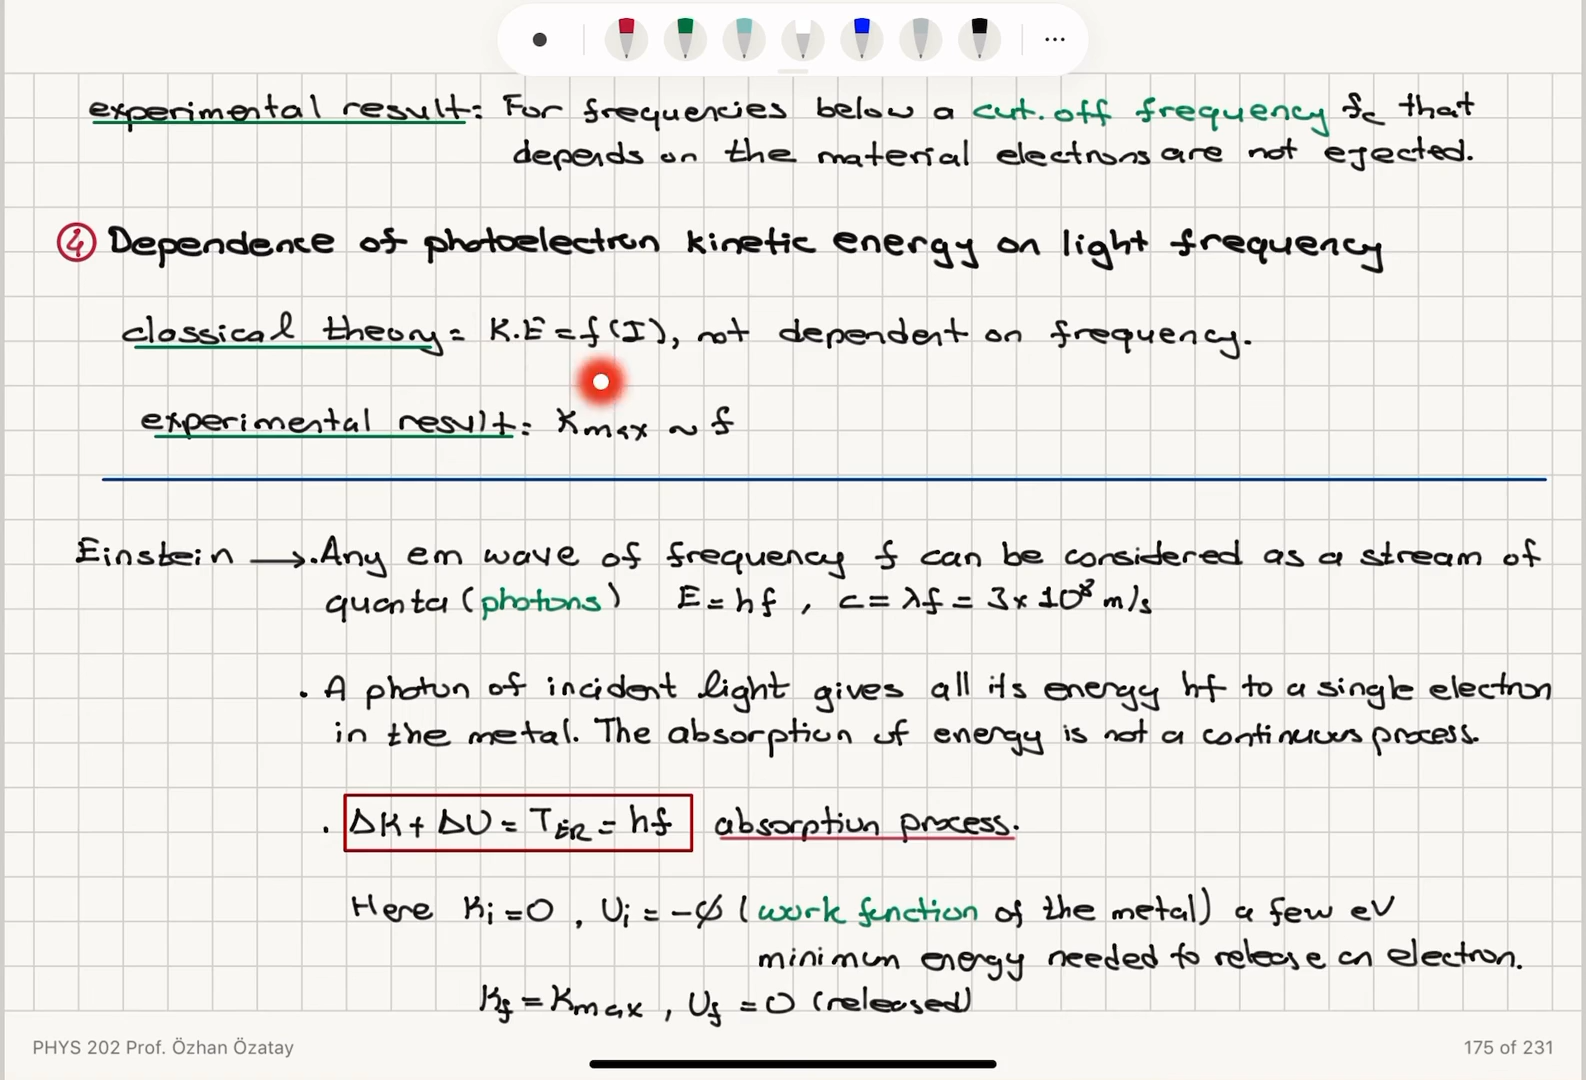 experimental result: For frequencies below a cut.off frequency fc that
depends on the material electrons are not ejected.
④ Dependence of photoelectron kinetic energy on light frequency
classical theory: K.E = f(I), not dependent on frequency.
experimental result: Kmax ~ f
Einstein → . Any em wave of frequency f can be considered as a stream of
quanta (photons) E = hf , c = λf = 3x10⁸ m/s
. A photon of incident light gives all its energy hf to a single electron
in the metal. The absorption of energy is not a continuous process.
. ΔK + ΔU = TER = hf absorption process.
Here Ki = 0 , Ui = -ϕ (work function of the metal) a few eV
minimum energy needed to release an electron.
Kf = Kmax , Uf = 0 (released)
PHYS 202 Prof. Özhan Özatay
175 of 231